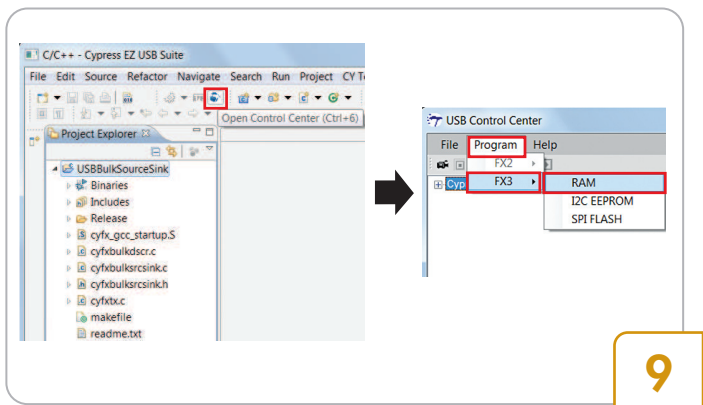 C/C++ - Cypress EZ USB Suite
File Edit Source Refactor Navigate Search Run Project CY T
Open Control Center (Ctrl+6)
Project Explorer
USBBulkSourceSink
Binaries
Includes
Release
cyfx_gcc_startup.S
cyfxbulkdscr.c
cyfxbulksrcsink.c
cyfxbulksrcsink.h
cyfxtx.c
makefile
readme.txt
USB Control Center
File Program Help
FX2
Cyp FX3 RAM
I2C EEPROM
SPI FLASH
9